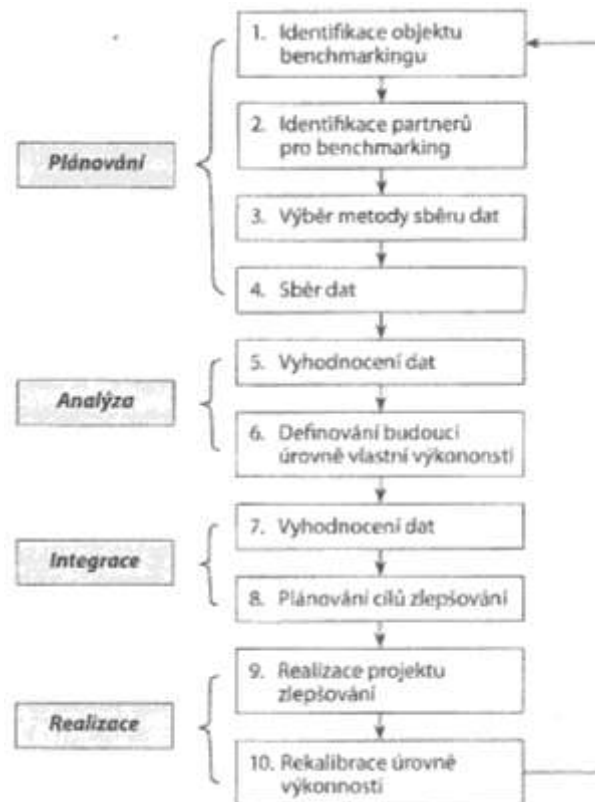 1. Identifikace objektu
benchmarkingu
2. Identifikace partnerů
pro benchmarking
Plánování
3. Výběr metody sběru dat
4. Sběr dat
5. Vyhodnocení dat
Analýza
6. Definování budoucí
úrovně vlastní výkononsti
7. Vyhodnocení dat
Integrace
8. Plánování cílů zlepšování
9. Realizace projektu
zlepšování
Realizace
10. Rekalibrace úrovně
výkonnosti